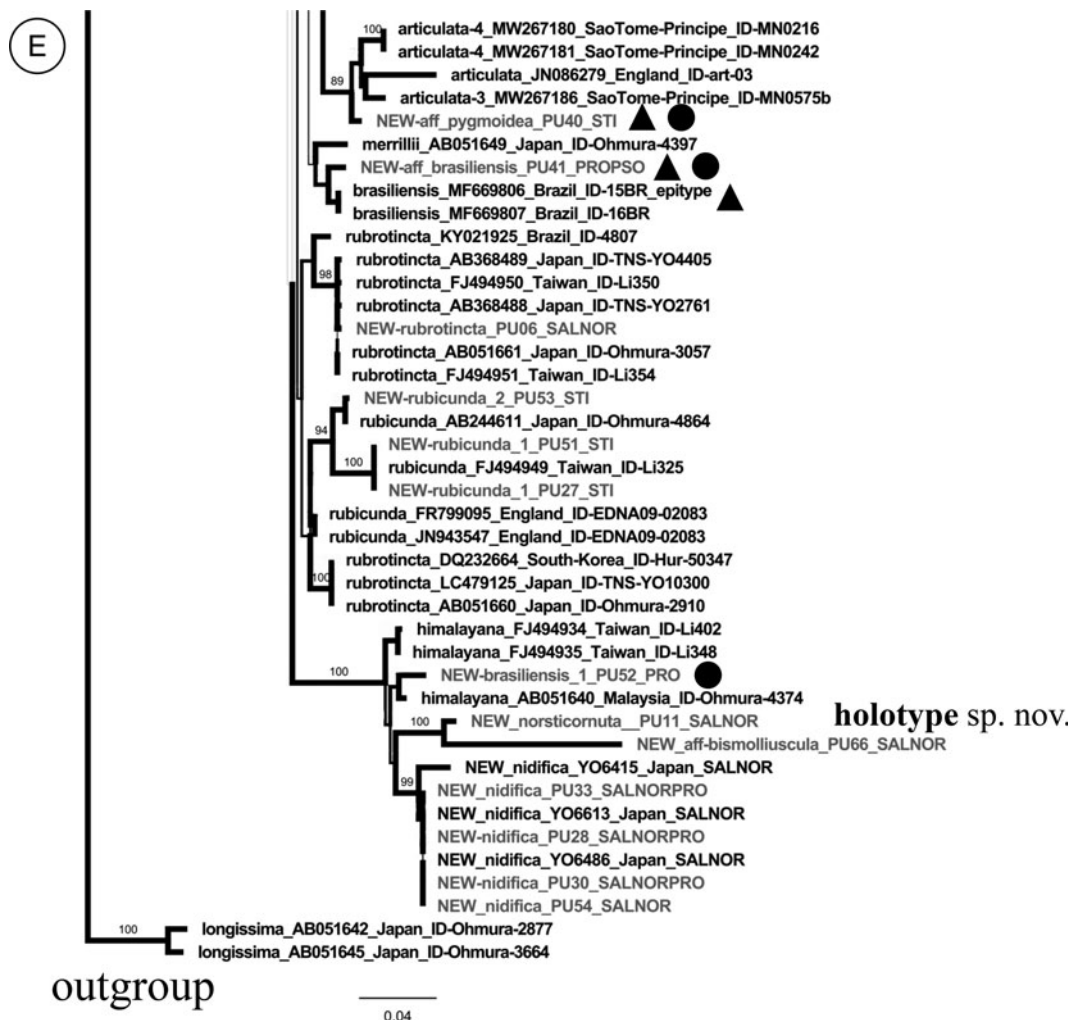 E
100
articulata-4_MW267180_SaoTome-Principe_ID-MN0216
articulata-4_MW267181_SaoTome-Principe_ID-MN0242
articulata_JN086279_England_ID-art-03
89
articulata-3_MW267186_SaoTome-Principe_ID-MN0575b
NEW-aff_pygmoidea_PU40_STI
merrillii_AB051649_Japan_ID-Ohmura-4397
NEW-aff_brasiliensis_PU41_PROPSO
brasiliensis_MF669806_Brazil_ID-15BR_epitype
brasiliensis_MF669807_Brazil_ID-16BR
rubrotincta_KY021925_Brazil_ID-4807
rubrotincta_AB368489_Japan_ID-TNS-YO4405
98
rubrotincta_FJ494950_Taiwan_ID-Li350
rubrotincta_AB368488_Japan_ID-TNS-YO2761
NEW-rubrotincta_PU06_SALNOR
rubrotincta_AB051661_Japan_ID-Ohmura-3057
rubrotincta_FJ494951_Taiwan_ID-Li354
NEW-rubicunda_2_PU53_STI
rubicunda_AB244611_Japan_ID-Ohmura-4864
94
NEW-rubicunda_1_PU51_STI
100
rubicunda_FJ494949_Taiwan_ID-Li325
NEW-rubicunda_1_PU27_STI
rubicunda_FR799095_England_ID-EDNA09-02083
rubicunda_JN943547_England_ID-EDNA09-02083
rubrotincta_DQ232664_South-Korea_ID-Hur-50347
100
rubrotincta_LC479125_Japan_ID-TNS-YO10300
rubrotincta_AB051660_Japan_ID-Ohmura-2910
himalayana_FJ494934_Taiwan_ID-Li402
himalayana_FJ494935_Taiwan_ID-Li348
100
NEW-brasiliensis_1_PU52_PRO
himalayana_AB051640_Malaysia_ID-Ohmura-4374
100
NEW_norsticornuta__PU11_SALNOR holotype sp. nov.
NEW_aff-bismolliuscula_PU66_SALNOR
NEW_nidifica_YO6415_Japan_SALNOR
99
NEW_nidifica_PU33_SALNORPRO
NEW_nidifica_YO6613_Japan_SALNOR
NEW-nidifica_PU28_SALNORPRO
NEW_nidifica_YO6486_Japan_SALNOR
NEW-nidifica_PU30_SALNORPRO
NEW_nidifica_PU54_SALNOR
100
longissima_AB051642_Japan_ID-Ohmura-2877
longissima_AB051645_Japan_ID-Ohmura-3664
outgroup
0.04